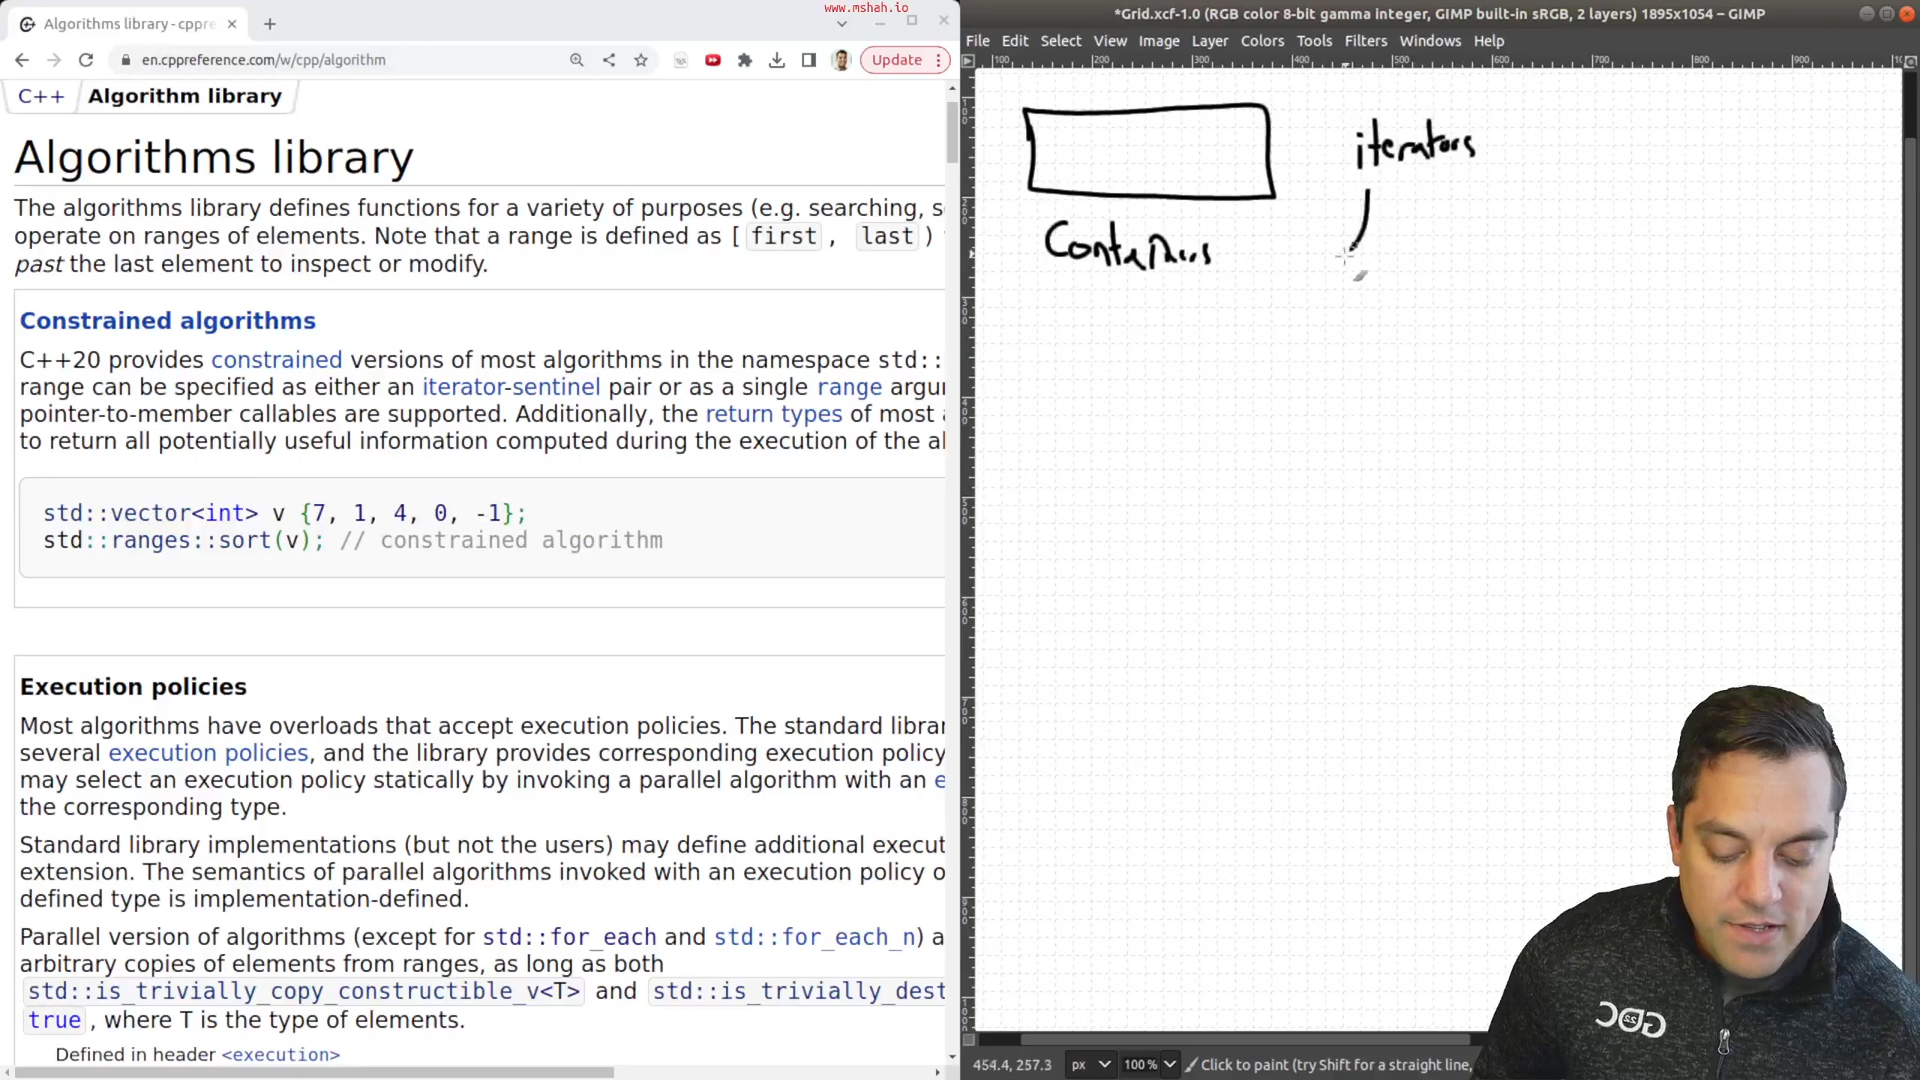 www.mshah.io
Algorithms library - cppre
en.cppreference.com/w/cpp/algorithm
Update
C++
Algorithm library
Algorithms library
The algorithms library defines functions for a variety of purposes (e.g. searching, s
operate on ranges of elements. Note that a range is defined as [ first , last )
past the last element to inspect or modify.
Constrained algorithms
C++20 provides constrained versions of most algorithms in the namespace std::
range can be specified as either an iterator-sentinel pair or as a single range argu
pointer-to-member callables are supported. Additionally, the return types of most a
to return all potentially useful information computed during the execution of the al
std::vector<int> v {7, 1, 4, 0, -1};
std::ranges::sort(v); // constrained algorithm
Execution policies
Most algorithms have overloads that accept execution policies. The standard librar
several execution policies, and the library provides corresponding execution policy
may select an execution policy statically by invoking a parallel algorithm with an e
the corresponding type.
Standard library implementations (but not the users) may define additional execut
extension. The semantics of parallel algorithms invoked with an execution policy o
defined type is implementation-defined.
Parallel version of algorithms (except for std::for_each and std::for_each_n) a
arbitrary copies of elements from ranges, as long as both
std::is_trivially_copy_constructible_v<T> and std::is_trivially_dest
true , where T is the type of elements.
Defined in header <execution>
*Grid.xcf-1.0 (RGB color 8-bit gamma integer, GIMP built-in sRGB, 2 layers) 1895x1054 – GIMP
File Edit Select View Image Layer Colors Tools Filters Windows Help
100 200 300 400 500 600 700 800 900
iterators
Containers
GDC 22
454.4, 257.3 px 100% Click to paint (try Shift for a straight line,